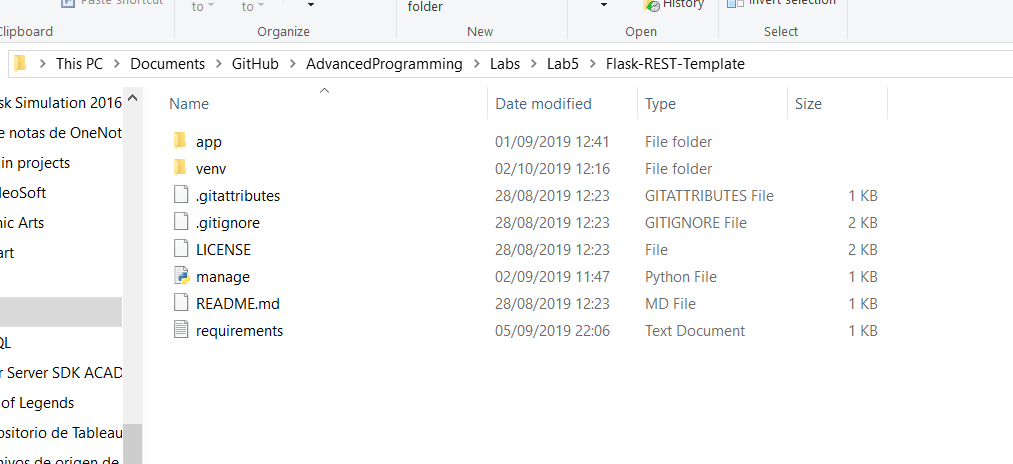 Paste shortcut
to
to
folder
History
Invert selection
Clipboard
Organize
New
Open
Select
This PC > Documents > GitHub > AdvancedProgramming > Labs > Lab5 > Flask-REST-Template
Name Date modified Type Size
app 01/09/2019 12:41 File folder
venv 02/10/2019 12:16 File folder
.gitattributes 28/08/2019 12:23 GITATTRIBUTES File 1 KB
.gitignore 28/08/2019 12:23 GITIGNORE File 2 KB
LICENSE 28/08/2019 12:23 File 2 KB
manage 02/09/2019 11:47 Python File 1 KB
README.md 28/08/2019 12:23 MD File 1 KB
requirements 05/09/2019 22:06 Text Document 1 KB
sk Simulation 2016
e notas de OneNot
in projects
leoSoft
nic Arts
art
QL
r Server SDK ACAD
of Legends
ositorio de Tableau
hivos de origen de